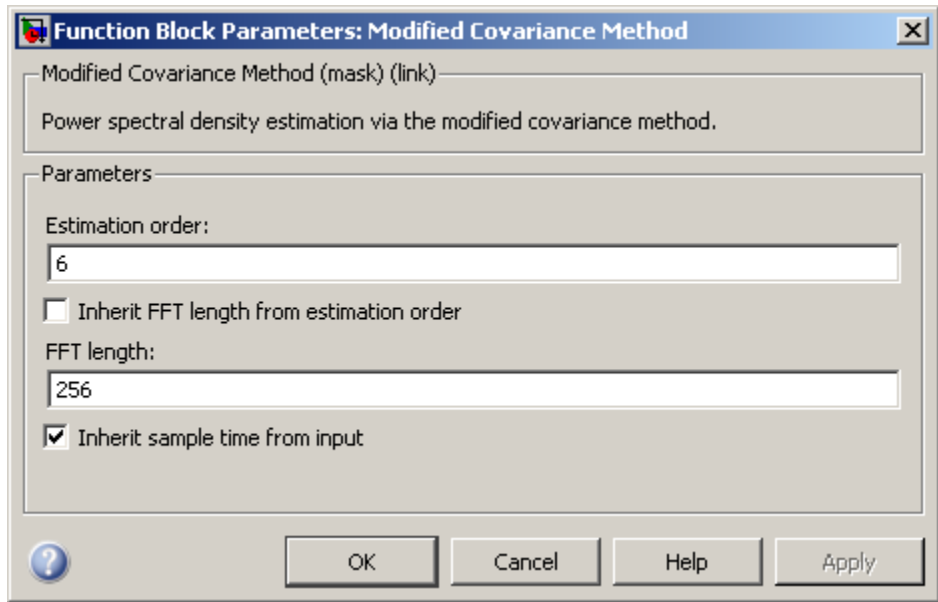 Function Block Parameters: Modified Covariance Method
Modified Covariance Method (mask) (link)
Power spectral density estimation via the modified covariance method.
Parameters
Estimation order:
6
Inherit FFT length from estimation order
FFT length:
256
Inherit sample time from input
OK Cancel Help Apply